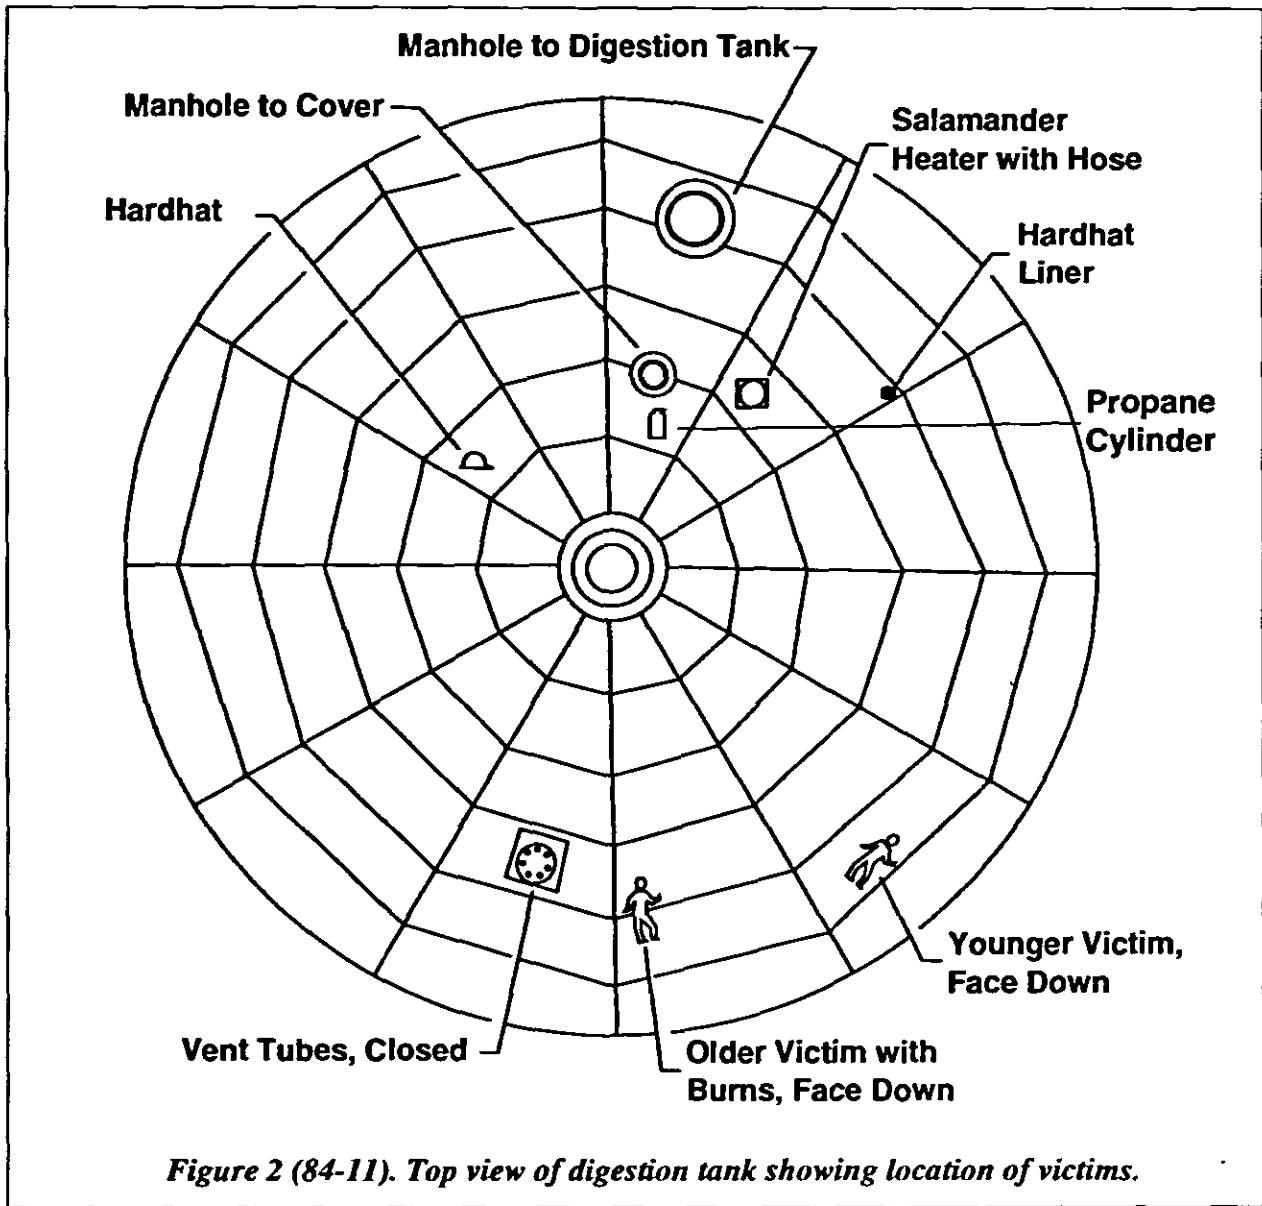 Manhole to Digestion Tank
Manhole to Cover
Salamander
Heater with Hose
Hardhat
Hardhat
Liner
Propane
Cylinder
Younger Victim,
Face Down
Vent Tubes, Closed
Older Victim with
Burns, Face Down
Figure 2 (84-11). Top view of digestion tank showing location of victims.